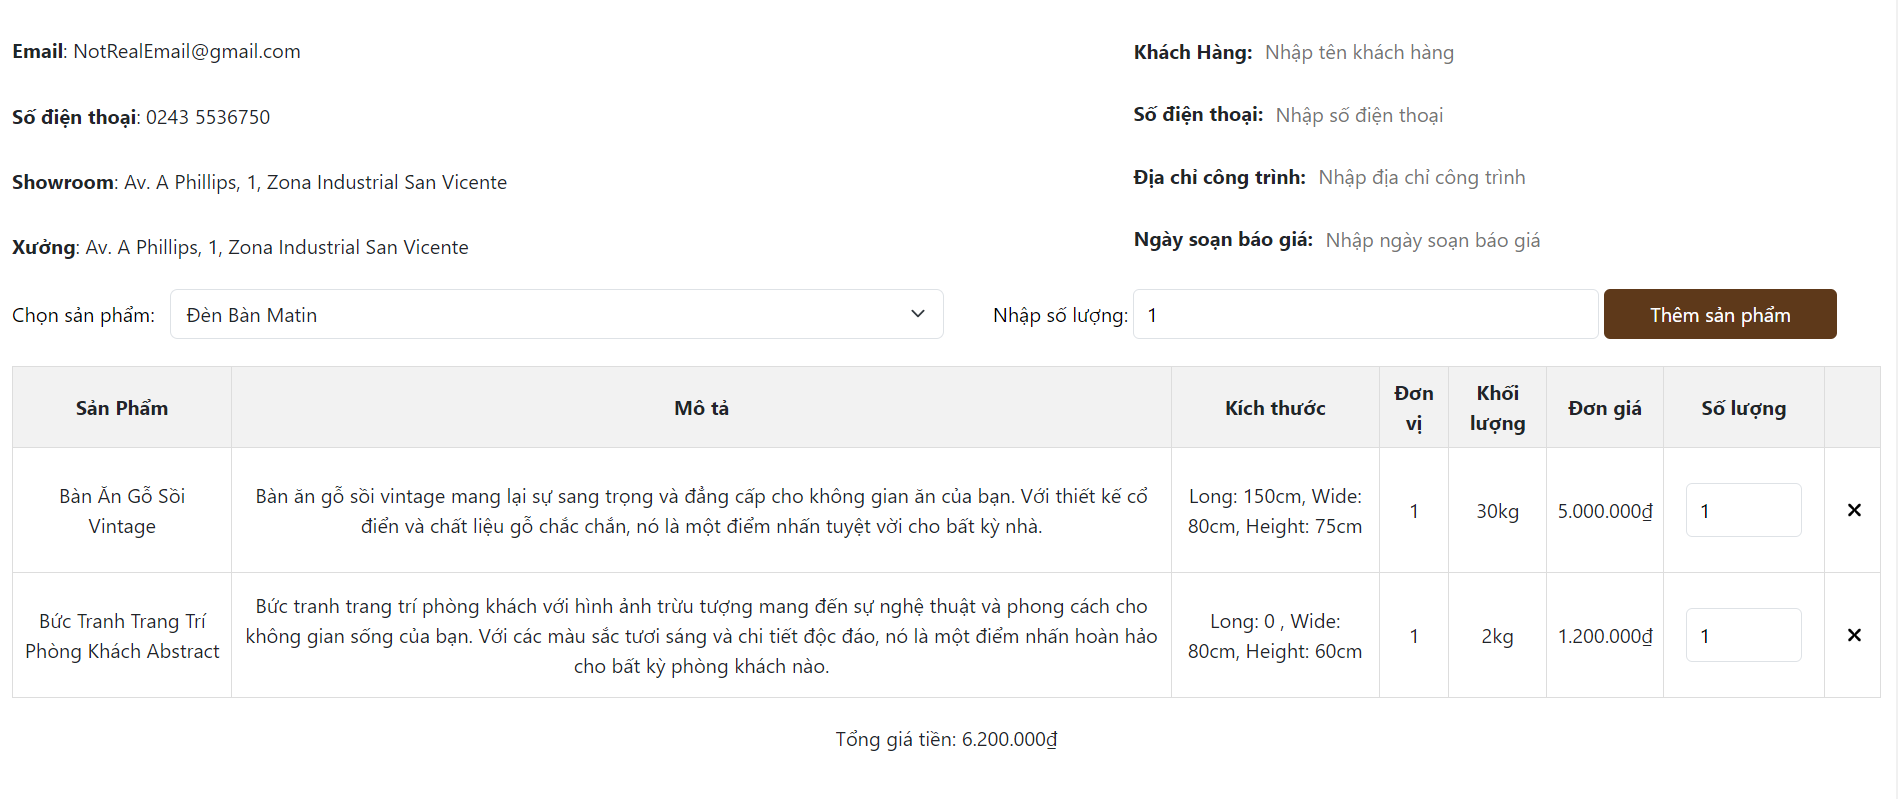 Email: NotRealEmail@gmail.com
Số điện thoại: 0243 5536750
Showroom: Av. A Phillips, 1, Zona Industrial San Vicente
Xưởng: Av. A Phillips, 1, Zona Industrial San Vicente
Khách Hàng: Nhập tên khách hàng
Số điện thoại: Nhập số điện thoại
Địa chỉ công trình: Nhập địa chỉ công trình
Ngày soạn báo giá: Nhập ngày soạn báo giá
Chọn sản phẩm: Đèn Bàn Matin
Nhập số lượng: 1
Thêm sản phẩm
Sản Phẩm
Mô tả
Kích thước
Đơn
vị
Khối
lượng
Đơn giá
Số lượng
Bàn Ăn Gỗ Sồi
Vintage
Bàn ăn gỗ sồi vintage mang lại sự sang trọng và đẳng cấp cho không gian ăn của bạn. Với thiết kế cổ
điển và chất liệu gỗ chắc chắn, nó là một điểm nhấn tuyệt vời cho bất kỳ nhà.
Long: 150cm, Wide:
80cm, Height: 75cm
1
30kg
5.000.000₫
1
Bức Tranh Trang Trí
Phòng Khách Abstract
Bức tranh trang trí phòng khách với hình ảnh trừu tượng mang đến sự nghệ thuật và phong cách cho
không gian sống của bạn. Với các màu sắc tươi sáng và chi tiết độc đáo, nó là một điểm nhấn hoàn hảo
cho bất kỳ phòng khách nào.
Long: 0 , Wide:
80cm, Height: 60cm
1
2kg
1.200.000₫
1
Tổng giá tiền: 6.200.000₫